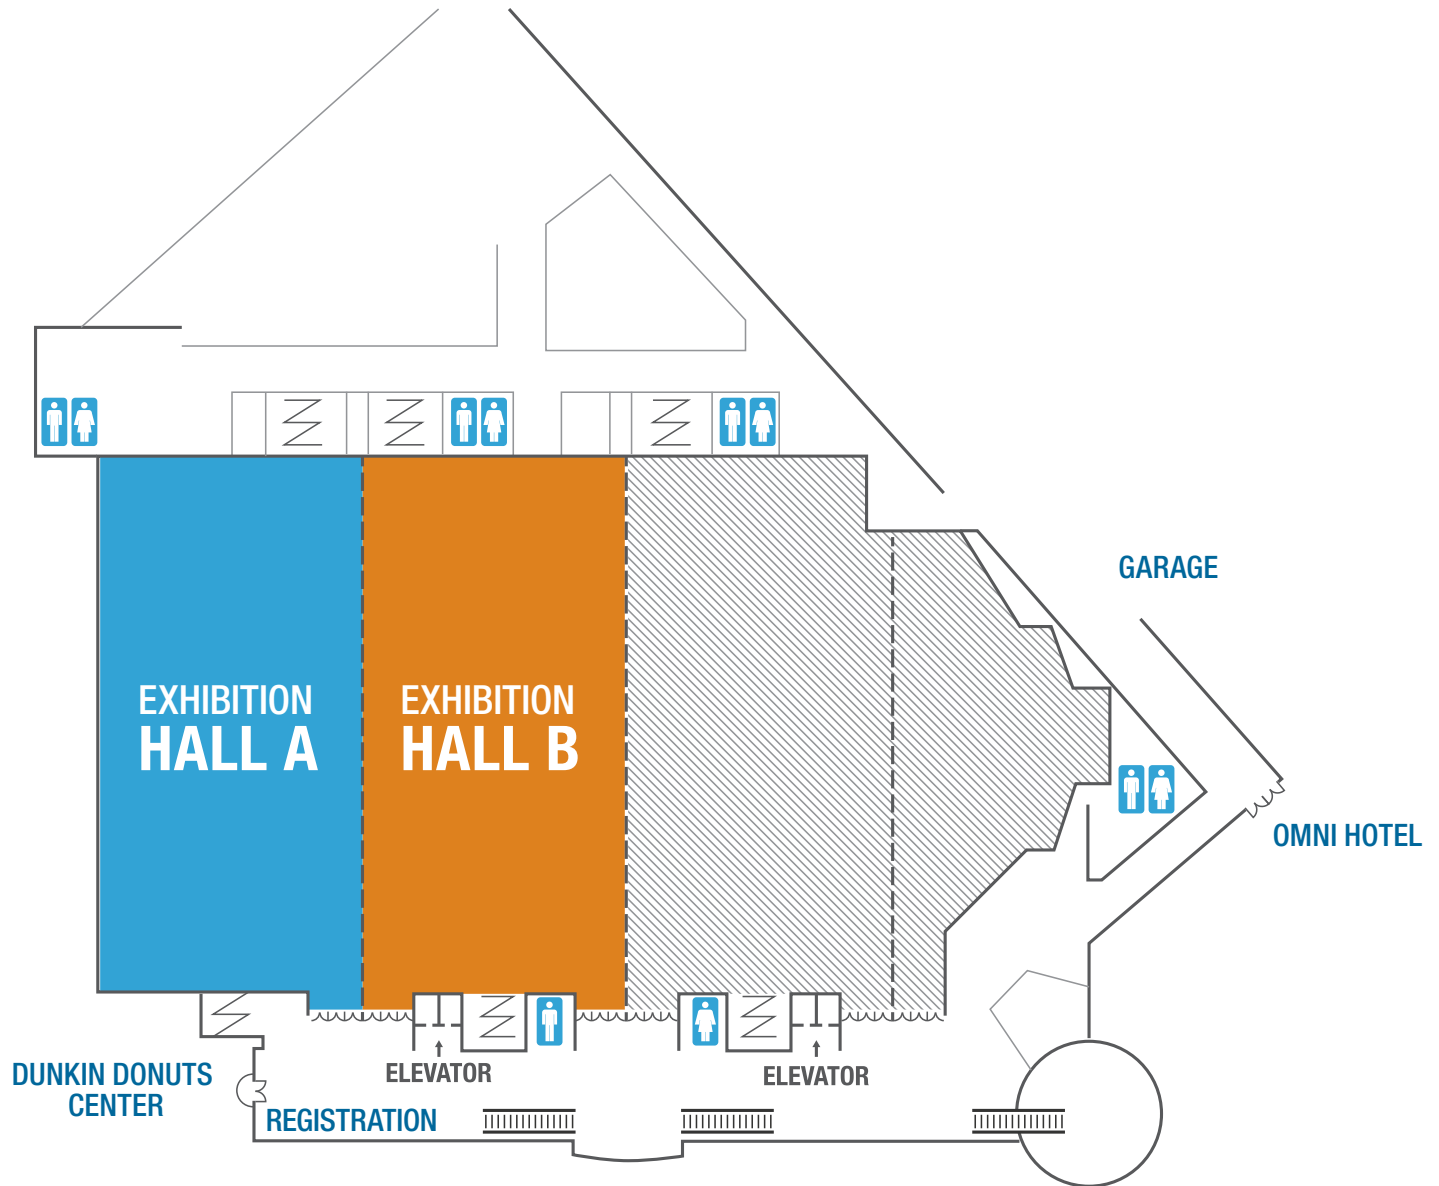 GARAGE
EXHIBITION
HALL A
EXHIBITION
HALL B
OMNI HOTEL
DUNKIN DONUTS
CENTER
ELEVATOR
ELEVATOR
REGISTRATION